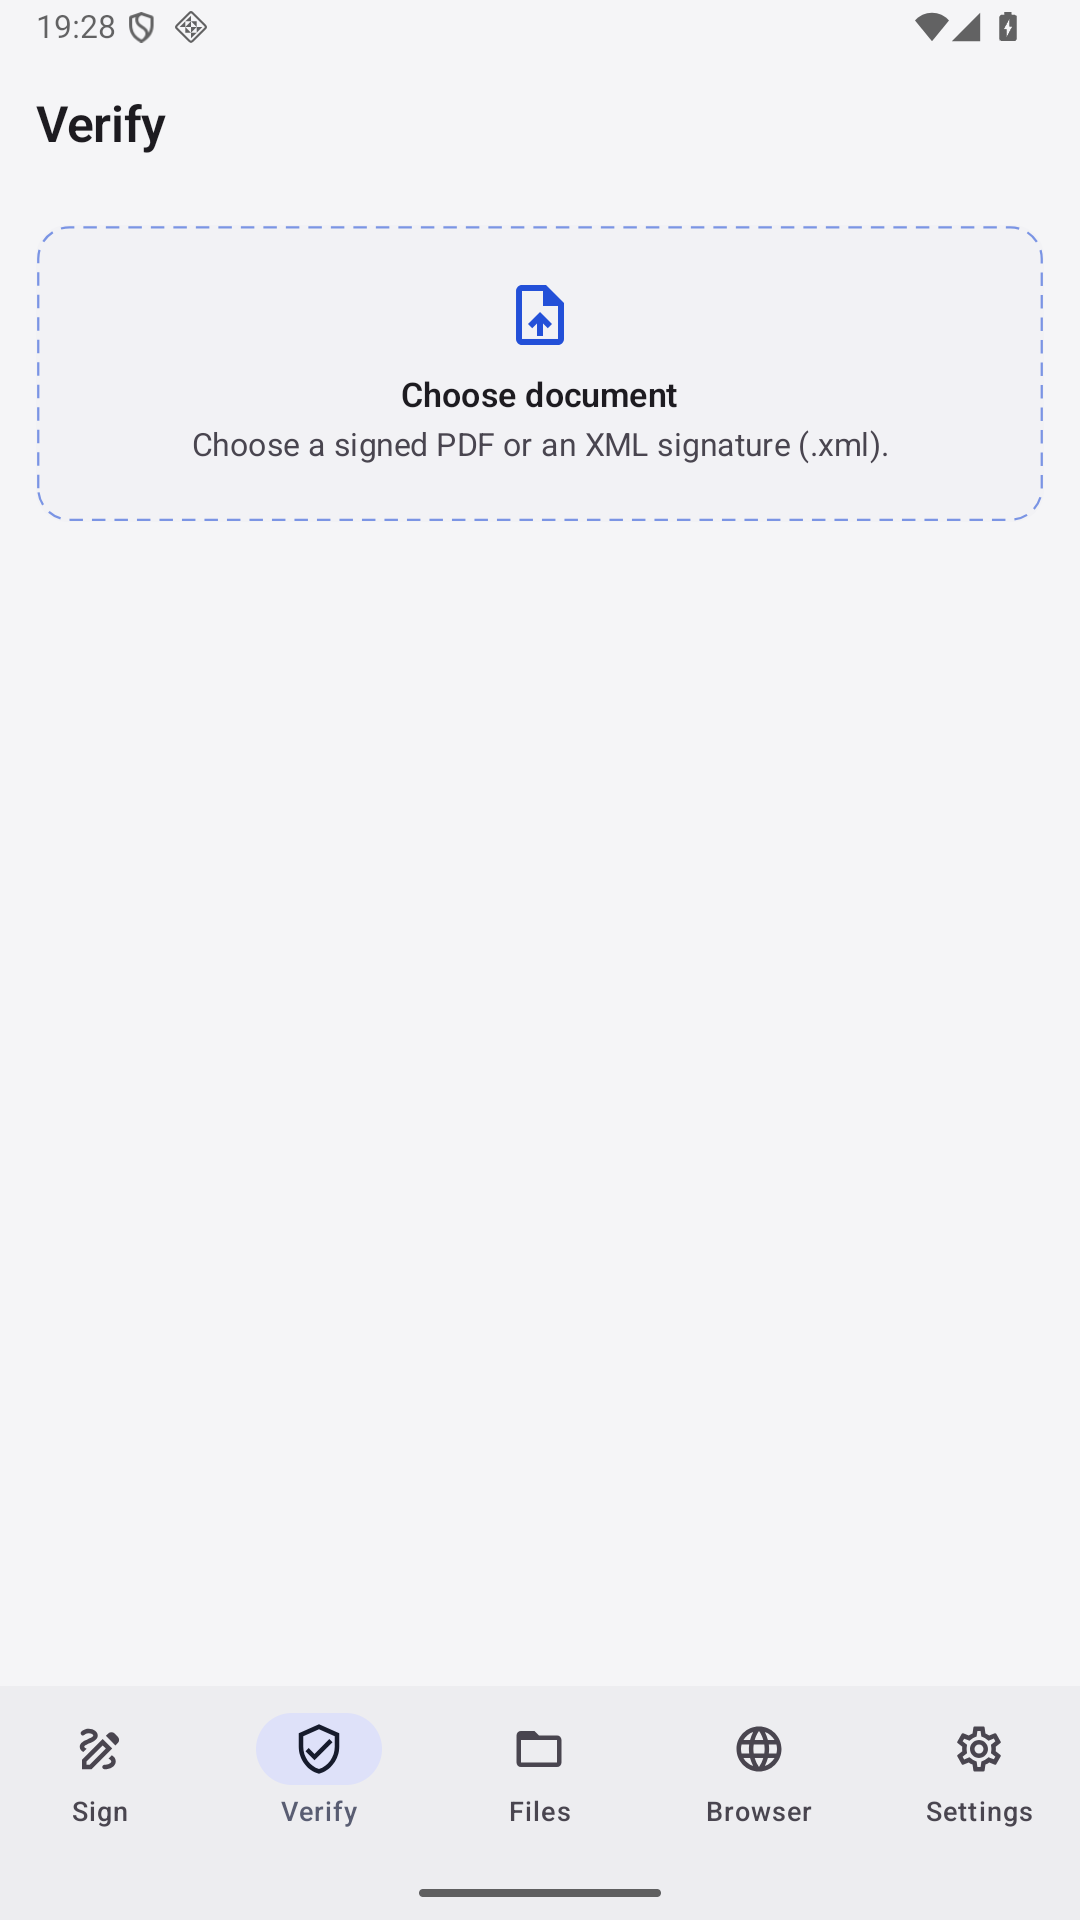 19:28
Verify
Choose document
Choose a signed PDF or an XML signature (.xml).
Sign
Verify
Files
Browser
Settings